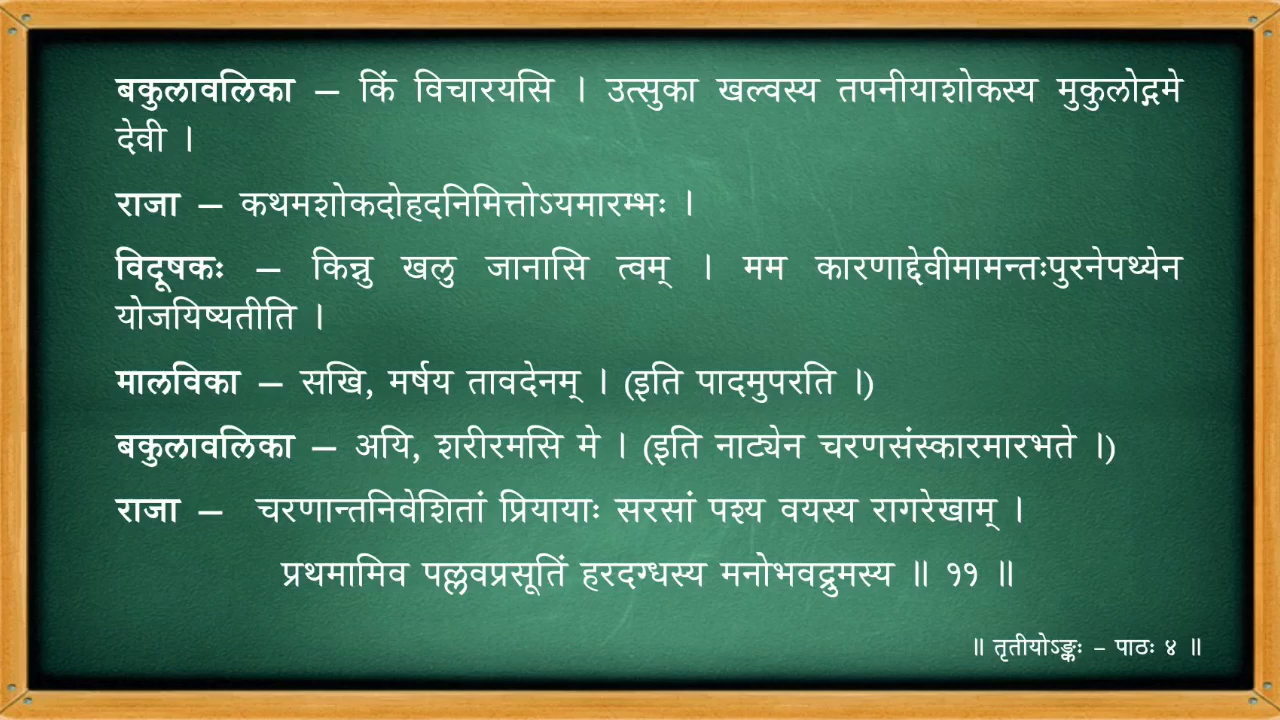 बकुलावलिका – किं विचारयसि । उत्सुका खल्वस्य तपनीयाशोकस्य मुकुलोद्गमे
देवी ।
राजा – कथमशोकदोहदनिमित्तोऽयमारम्भः ।
विदूषकः – किन्नु खलु जानासि त्वम् । मम कारणाद्देवीमामन्तःपुरनेपथ्येन
योजयिष्यतीति ।
मालविका – सखि, मर्षय तावदेनम् । (इति पादमुपरति ।)
बकुलावलिका – अयि, शरीरमसि मे । (इति नाट्येन चरणसंस्कारमारभते ।)
राजा – चरणान्तनिवेशितां प्रियायाः सरसां पश्य वयस्य रागरेखाम् ।
प्रथमामिव पल्लवप्रसूतिं हरदग्धस्य मनोभवद्रुमस्य ॥ ११ ॥
॥ तृतीयोऽङ्कः – पाठः ४ ॥